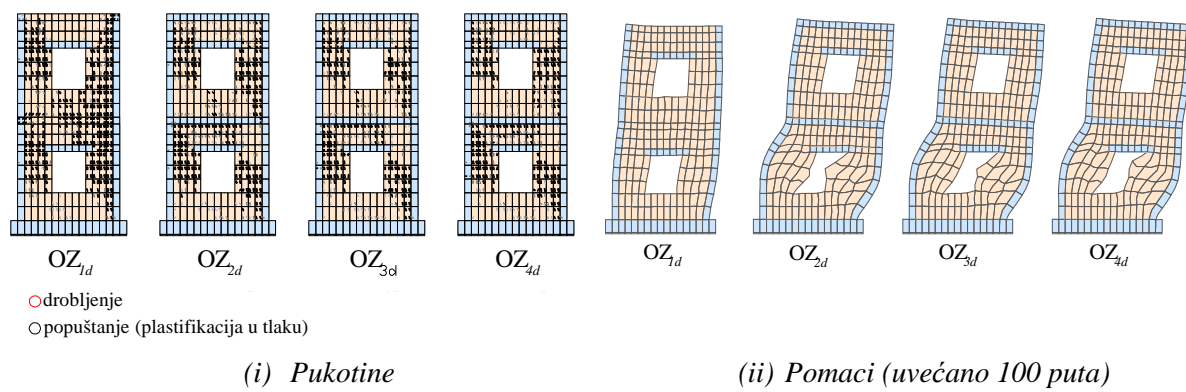 OZ1d OZ2d OZ3d OZ4d OZ1d OZ2d OZ3d OZ4d
drobljenje
popuštanje (plastifikacija u tlaku)
(i) Pukotine (ii) Pomaci (uvećano 100 puta)